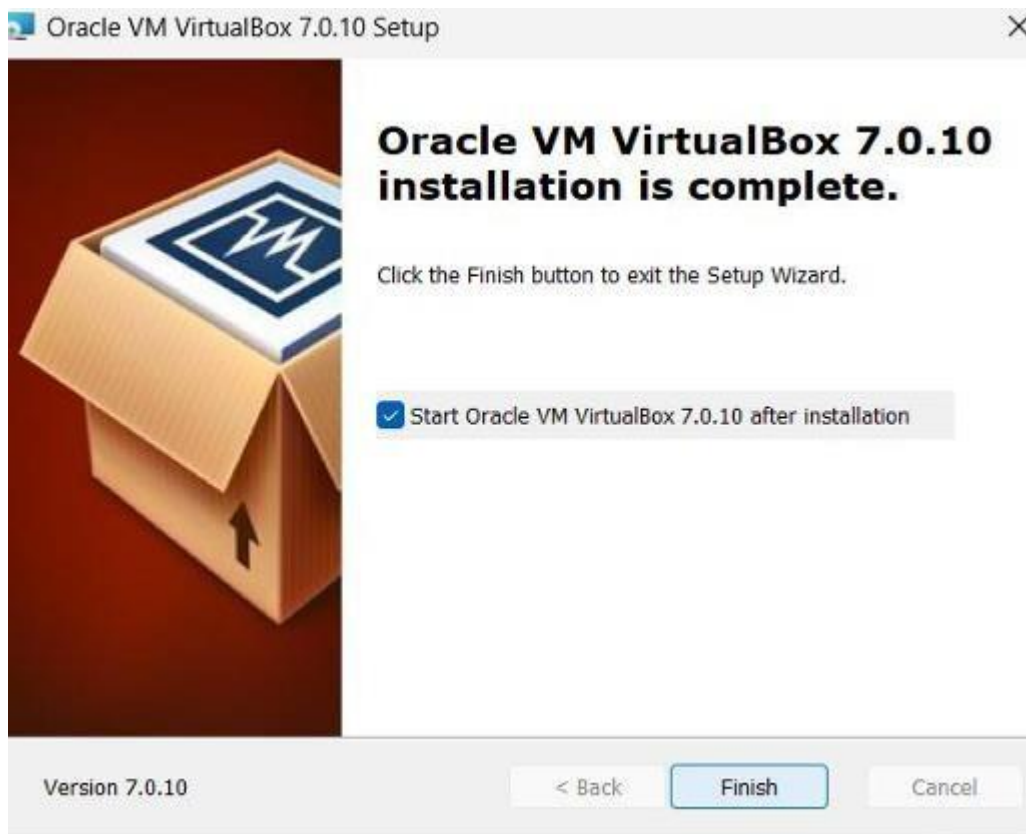 Oracle VM VirtualBox 7.0.10 Setup
Oracle VM VirtualBox 7.0.10
installation is complete.
Click the Finish button to exit the Setup Wizard.
Start Oracle VM VirtualBox 7.0.10 after installation
Version 7.0.10
< Back
Finish
Cancel